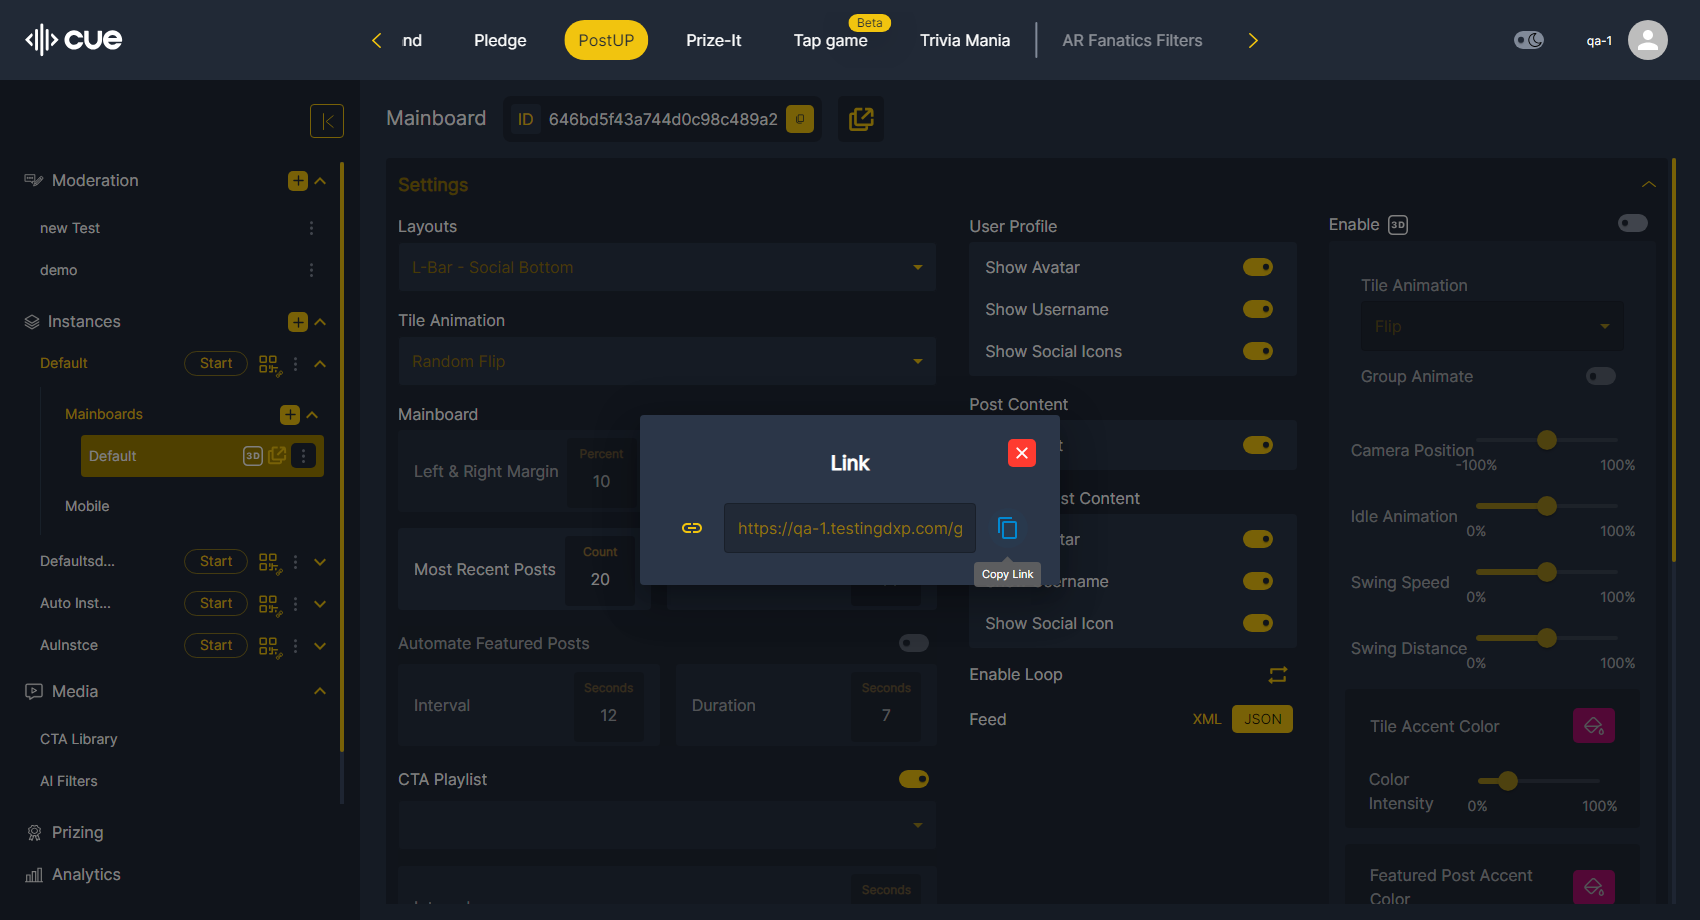 cue
nd
Pledge
PostUP
Prize-It
Tap game
Beta
Trivia Mania
AR Fanatics Filters
qa-1
Mainboard
ID
646bd5f43a744d0c98c489a2
Moderation
new Test
demo
Instances
Default
Start
Mainboards
Default
3D
Mobile
Defaultsd...
Start
Auto Inst...
Start
AuInstce
Start
Media
CTA Library
AI Filters
Prizing
Analytics
Settings
Layouts
L-Bar - Social Bottom
Tile Animation
Random Flip
Mainboard
Left & Right Margin
Percent
10
Most Recent Posts
Count
20
Automate Featured Posts
Interval
Seconds
12
Duration
Seconds
7
CTA Playlist
Seconds
User Profile
Show Avatar
Show Username
Show Social Icons
Post Content
st Content
tar
ername
Show Social Icon
Enable Loop
Feed
XML
JSON
Link
https://qa-1.testingdxp.com/g
Copy Link
Enable
3D
Tile Animation
Flip
Group Animate
Camera Position
-100%
100%
Idle Animation
0%
100%
Swing Speed
0%
100%
Swing Distance
0%
100%
Tile Accent Color
Color
Intensity
0%
100%
Featured Post Accent
Color